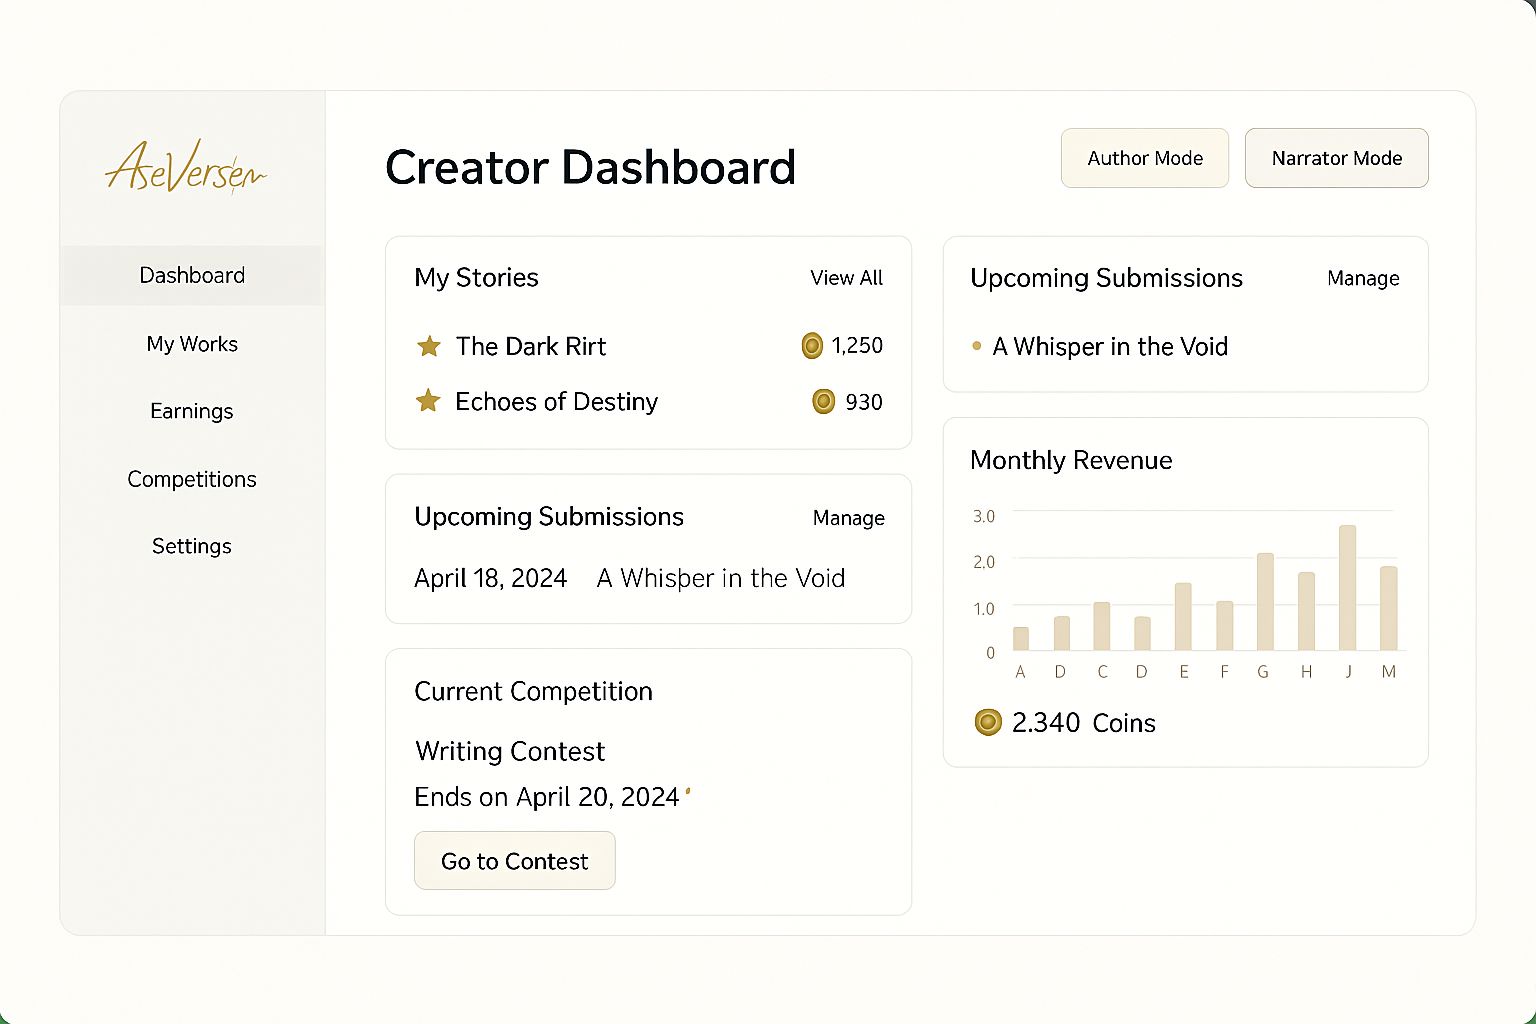 AseVersen
Dashboard
My Works
Earnings
Competitions
Settings
Creator Dashboard
Author Mode
Narrator Mode
My Stories
View All
The Dark Rirt
1,250
Echoes of Destiny
930
Upcoming Submissions
Manage
April 18, 2024 A Whisper in the Void
Current Competition
Writing Contest
Ends on April 20, 2024
Go to Contest
Upcoming Submissions
Manage
• A Whisper in the Void
Monthly Revenue
3.0
2.0
1.0
0
A D C D E F G H J M
2.340 Coins